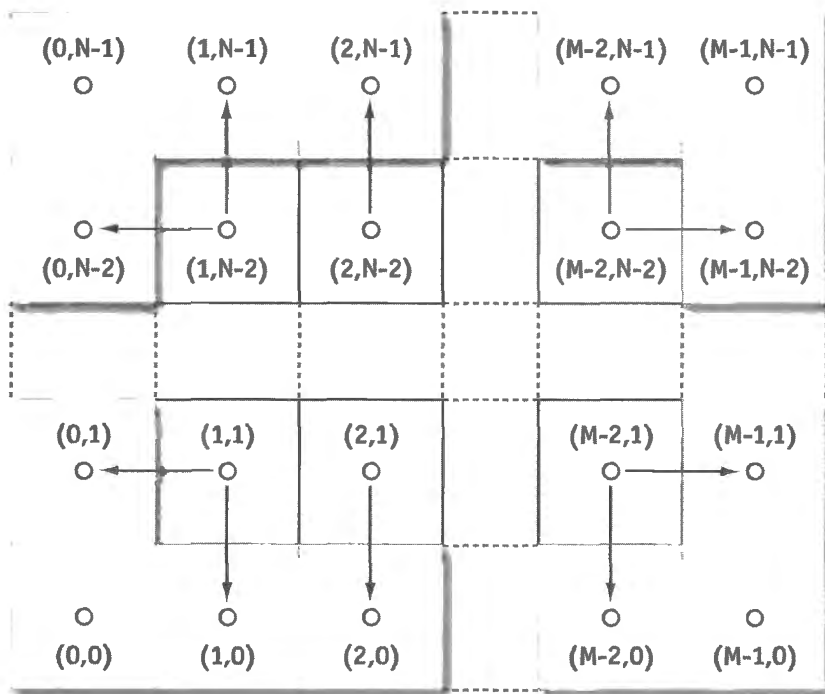 (0,N-1) (1,N-1) (2,N-1) (M-2,N-1) (M-1,N-1)
(0,N-2) (1,N-2) (2,N-2) (M-2,N-2) (M-1,N-2)
(0,1) (1,1) (2,1) (M-2,1) (M-1,1)
(0,0) (1,0) (2,0) (M-2,0) (M-1,0)